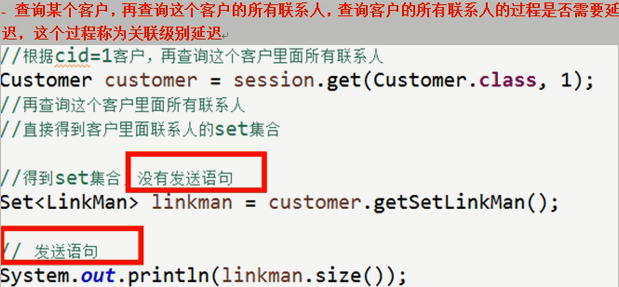 - 查询某个客户，再查询这个客户的所有联系人，查询客户的所有联系人的过程是否需要延
迟，这个过程称为关联级别延迟
//根据cid=1客户，再查询这个客户里面所有联系人
Customer customer = session.get(Customer.class, 1);
//再查询这个客户里面所有联系人
//直接得到客户里面联系人的set集合
//得到set集合，没有发送语句
Set<LinkMan> linkman = customer.getSetLinkMan();
// 发送语句
System.out.println(linkman.size());